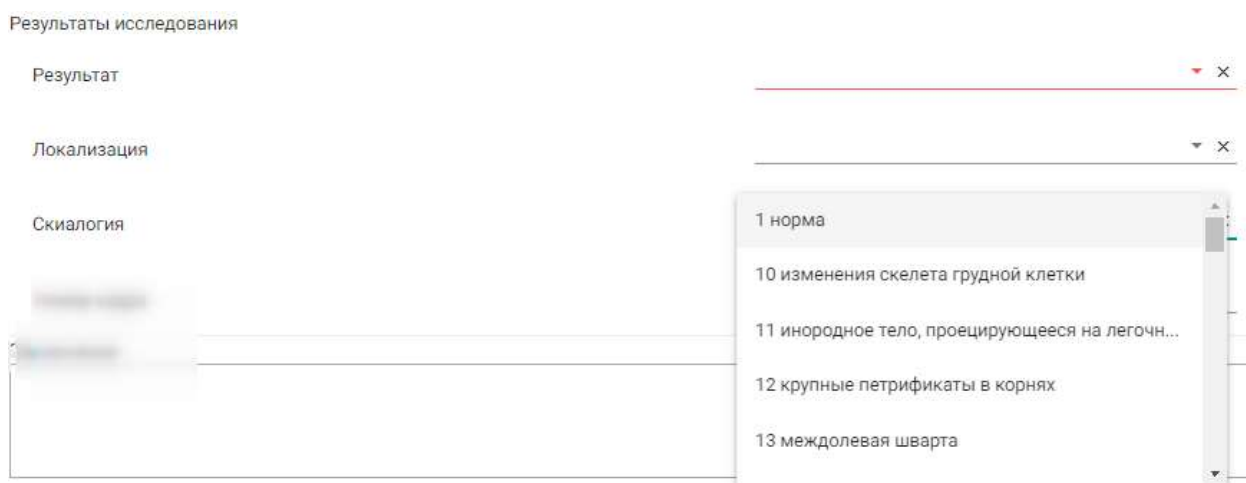 Результаты исследования
Результат
Локализация
Скиалогия
1 норма
10 изменения скелета грудной клетки
11 инородное тело, проецирующееся на легочн...
12 крупные петрификаты в корнях
13 междолевая шварта